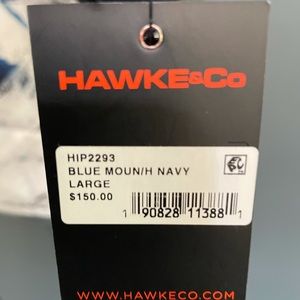 HAWKE&Co
HIP2293
BLUE MOUN/H NAVY
LARGE
$150.00
1 90828 11388 1
WWW.HAWKECO.COM